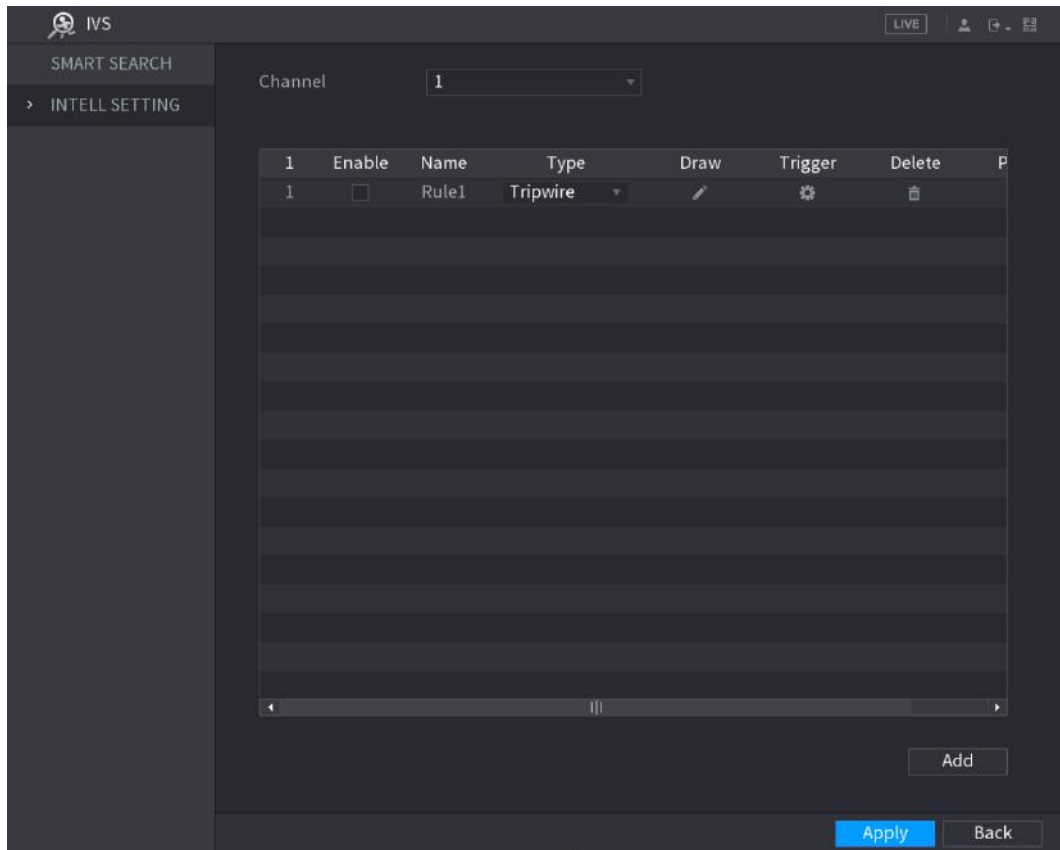 IVS LIVE
SMART SEARCH
> INTELL SETTING
Channel 1
1 Enable Name Type Draw Trigger Delete P
1 Rule1 Tripwire
Add
Apply Back